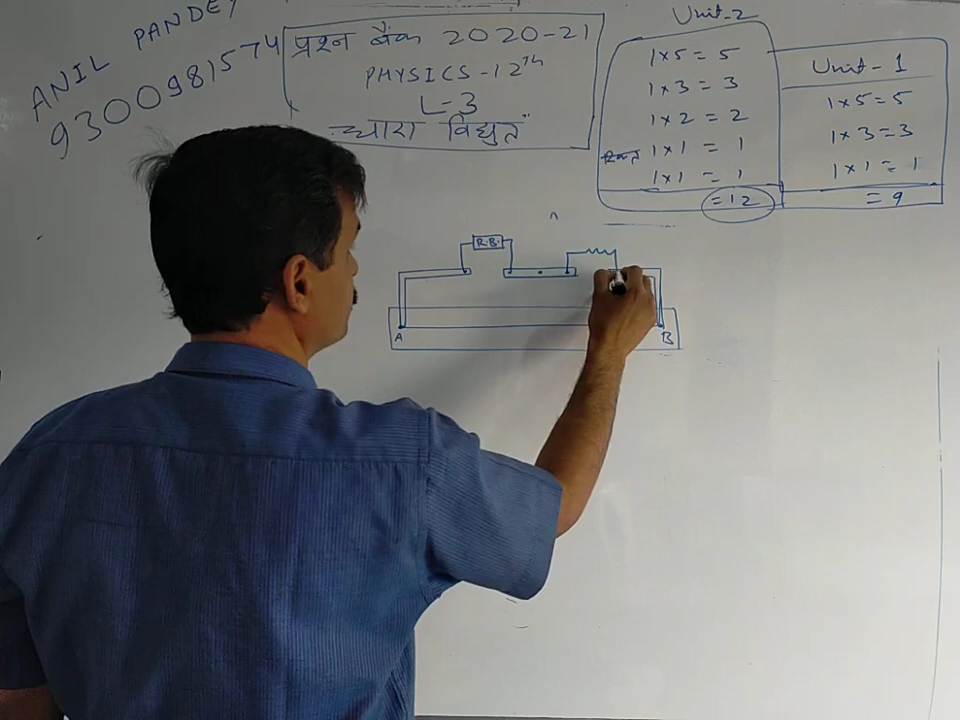 ANIL PANDEY
9300981574
प्रश्न बैंक 2020-21
PHYSICS-12th
L-3
धारा विद्युत"
Unit-2
1×5=5
1×3=3
1×2=2
1×1=1
1×1=1
=12
Unit-1
1×5=5
1×3=3
1×1=1
=9
R.B.
A
B